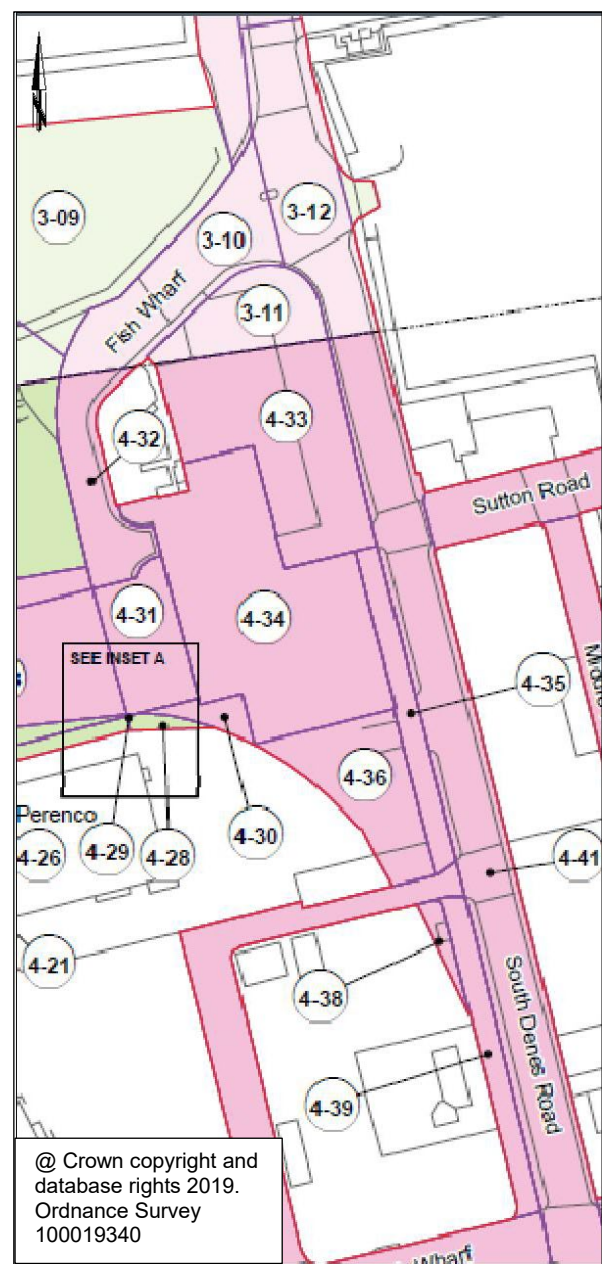 N
3-09
3-12
3-10
Fish Wharf
3-11
4-33
4-32
Sutton Road
4-31
4-34
SEE INSET A
4-35
4-36
Perenco
4-26
4-29
4-28
4-30
4-41
4-21
4-38
South Denes Road
4-39
@ Crown copyright and
database rights 2019.
Ordnance Survey
100019340
Wharf